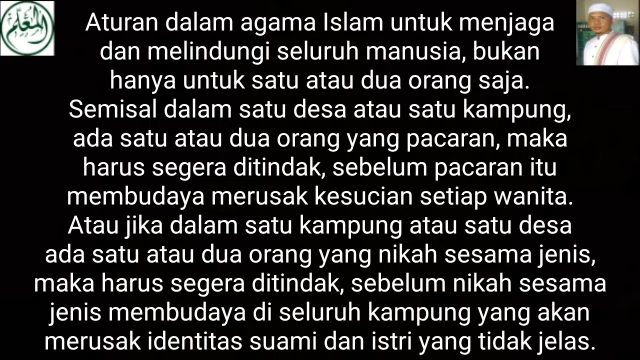 Aturan dalam agama Islam untuk menjaga
dan melindungi seluruh manusia, bukan
hanya untuk satu atau dua orang saja.
Semisal dalam satu desa atau satu kampung,
ada satu atau dua orang yang pacaran, maka
harus segera ditindak, sebelum pacaran itu
membudaya merusak kesucian setiap wanita.
Atau jika dalam satu kampung atau satu desa
ada satu atau dua orang yang nikah sesama jenis,
maka harus segera ditindak, sebelum nikah sesama
jenis membudaya di seluruh kampung yang akan
merusak identitas suami dan istri yang tidak jelas.